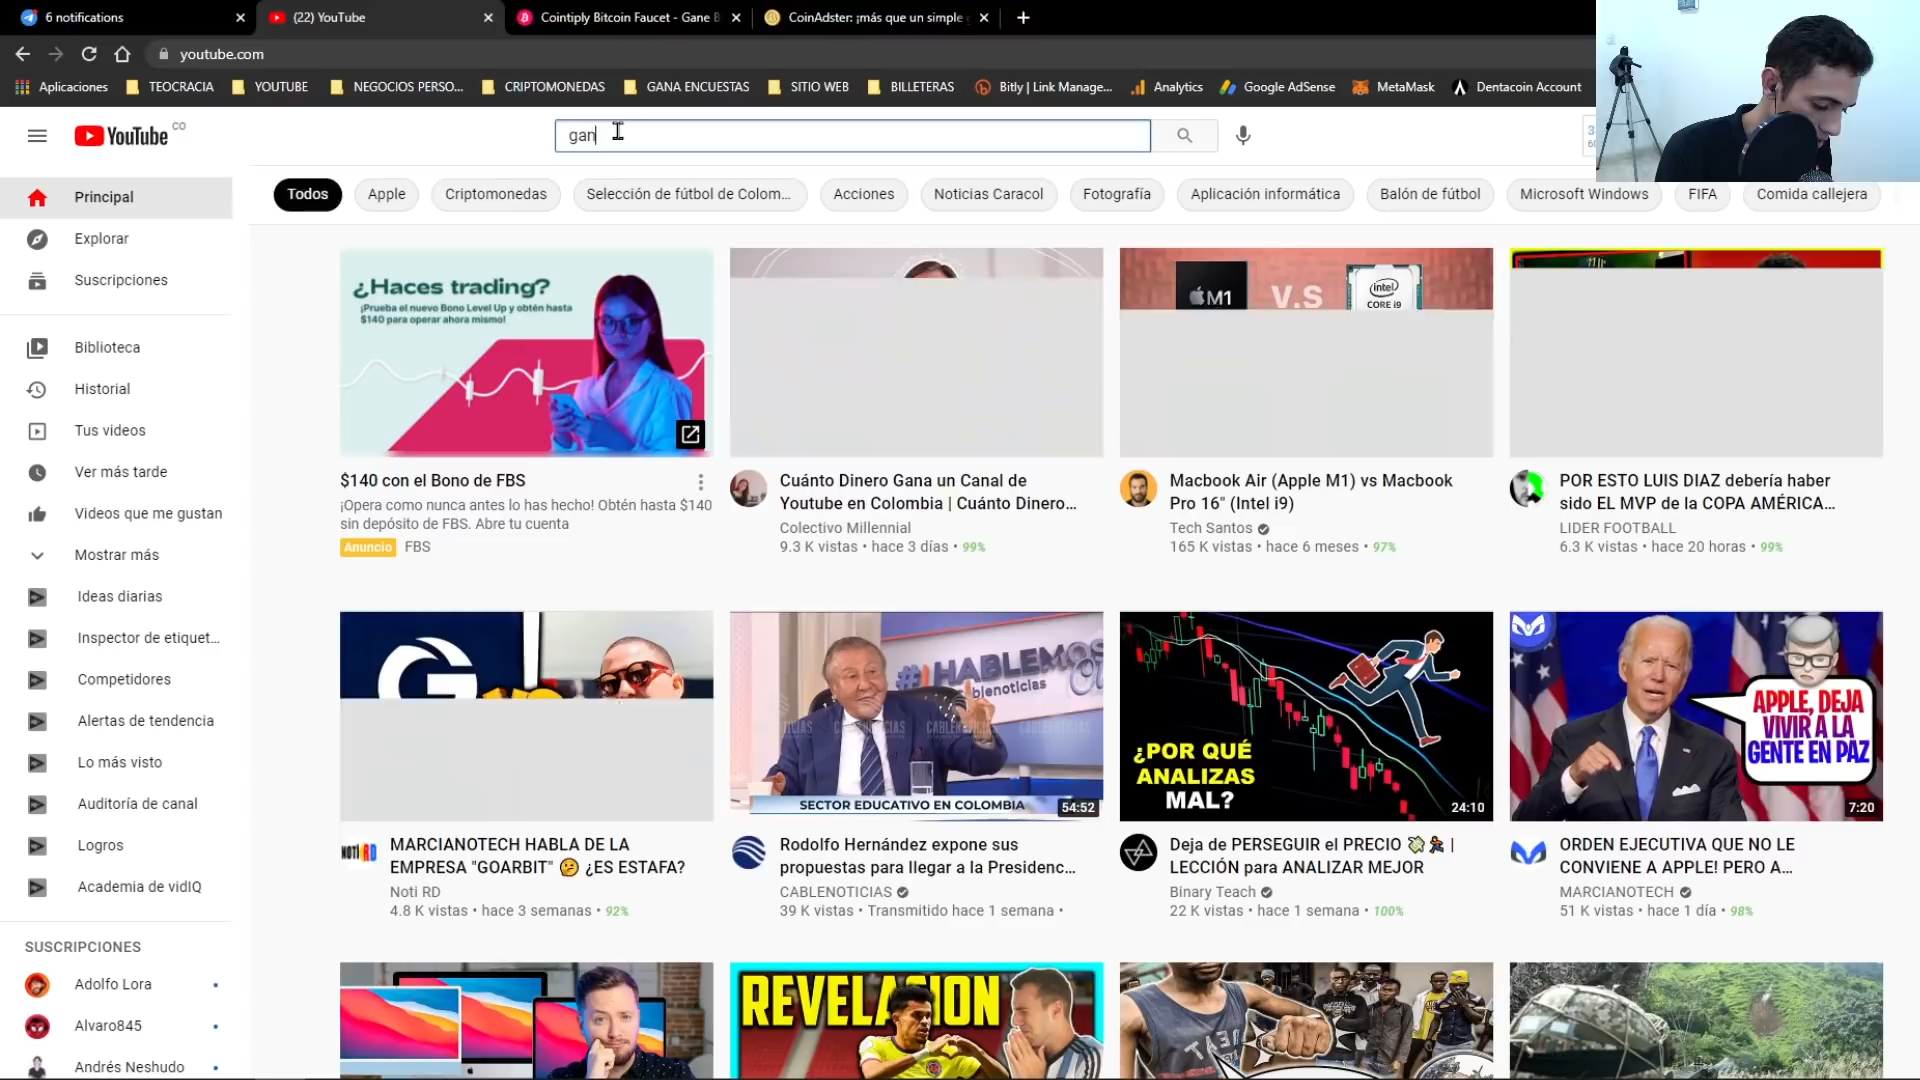 6 notifications
(22) YouTube
Cointiply Bitcoin Faucet - Gane B
CoinAdster: ¡más que un simple
youtube.com
Aplicaciones
TEOCRACIA
YOUTUBE
NEGOCIOS PERSO...
CRIPTOMONEDAS
GANA ENCUESTAS
SITIO WEB
BILLETERAS
Bitly | Link Manage...
Analytics
Google AdSense
MetaMask
Dentacoin Account
YouTube CO
gan
Todos
Apple
Criptomonedas
Selección de fútbol de Colom...
Acciones
Noticias Caracol
Fotografía
Aplicación informática
Balón de fútbol
Microsoft Windows
FIFA
Comida callejera
Principal
Explorar
Suscripciones
Biblioteca
Historial
Tus videos
Ver más tarde
Videos que me gustan
Mostrar más
Ideas diarias
Inspector de etiquet...
Competidores
Alertas de tendencia
Lo más visto
Auditoría de canal
Logros
Academia de vidIQ
SUSCRIPCIONES
Adolfo Lora
Alvaro845
Andrés Neshudo
¿Haces trading?
¡Prueba el nuevo Bono Level Up y obtén hasta
$140 para operar ahora mismo!
$140 con el Bono de FBS
¡Opera como nunca antes lo has hecho! Obtén hasta $140
sin depósito de FBS. Abre tu cuenta
Anuncio FBS
Cuánto Dinero Gana un Canal de
Youtube en Colombia | Cuánto Dinero...
Colectivo Millennial
9.3 K vistas • hace 3 días • 99%
M1 V.S intel CORE i9
Macbook Air (Apple M1) vs Macbook
Pro 16" (Intel i9)
Tech Santos
165 K vistas • hace 6 meses • 97%
POR ESTO LUIS DIAZ debería haber
sido EL MVP de la COPA AMÉRICA...
LIDER FOOTBALL
6.3 K vistas • hace 20 horas • 99%
NOTI RD
MARCIANOTECH HABLA DE LA
EMPRESA "GOARBIT" 🤔 ¿ES ESTAFA?
Noti RD
4.8 K vistas • hace 3 semanas • 92%
#HABLEMOS
blenoticias
CABLENOTICIAS
SECTOR EDUCATIVO EN COLOMBIA
54:52
Rodolfo Hernández expone sus
propuestas para llegar a la Presidenc...
CABLENOTICIAS
39 K vistas • Transmitido hace 1 semana •
¿POR QUÉ
ANALIZAS
MAL?
24:10
Deja de PERSEGUIR el PRECIO 💸🏃 |
LECCIÓN para ANALIZAR MEJOR
Binary Teach
22 K vistas • hace 1 semana • 100%
APPLE, DEJA
VIVIR A LA
GENTE EN PAZ
7:20
ORDEN EJECUTIVA QUE NO LE
CONVIENE A APPLE! PERO A...
MARCIANOTECH
51 K vistas • hace 1 día • 98%
REVELACION